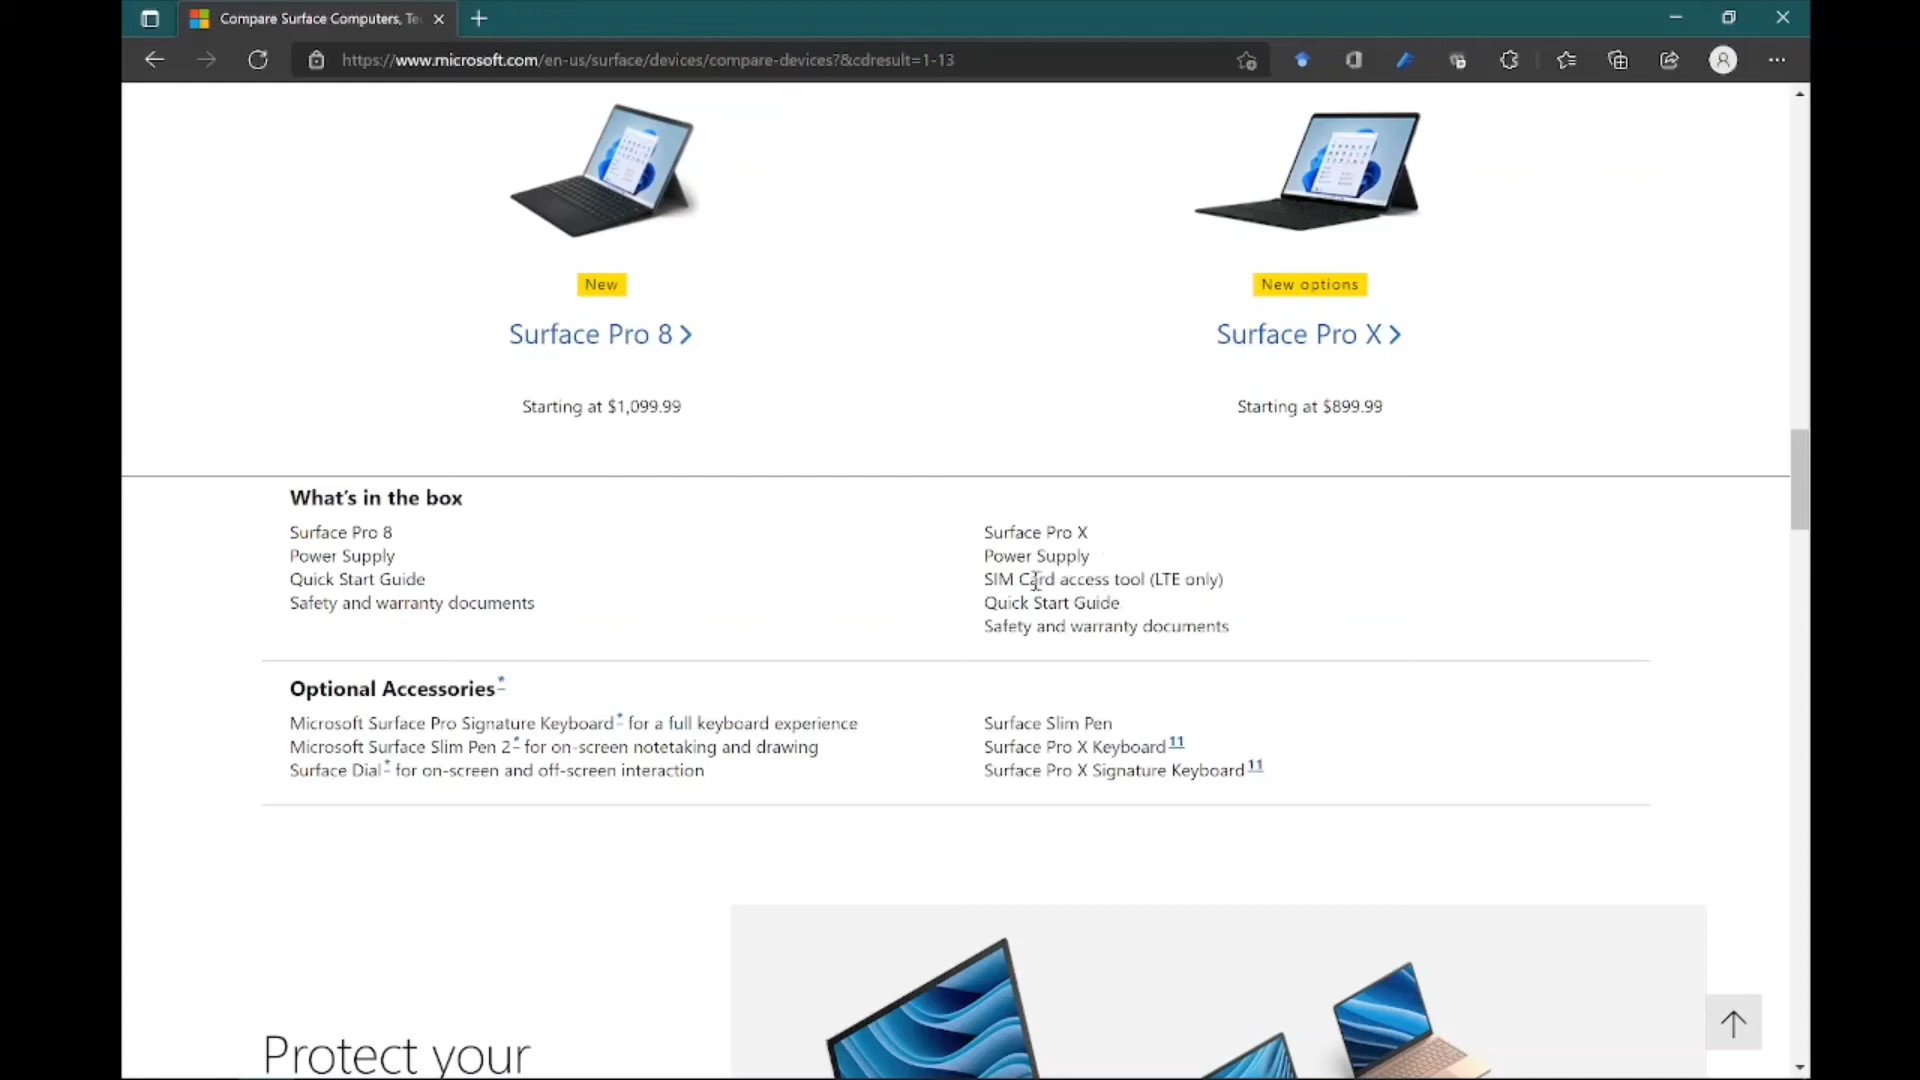 Compare Surface Computers, Te
https://www.microsoft.com/en-us/surface/devices/compare-devices?&cdresult=1-13
New
New options
Surface Pro 8
Surface Pro X
Starting at $1,099.99
Starting at $899.99
What's in the box
Surface Pro 8
Power Supply
Quick Start Guide
Safety and warranty documents
Surface Pro X
Power Supply
SIM Card access tool (LTE only)
Quick Start Guide
Safety and warranty documents
Optional Accessories*
Microsoft Surface Pro Signature Keyboard* for a full keyboard experience
Microsoft Surface Slim Pen 2* for on-screen notetaking and drawing
Surface Dial* for on-screen and off-screen interaction
Surface Slim Pen
Surface Pro X Keyboard 11
Surface Pro X Signature Keyboard 11
Protect your